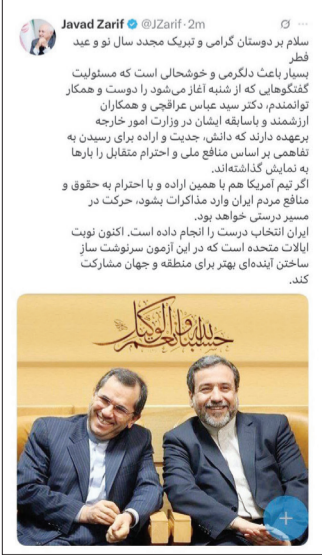 Javad Zarif @JZarif · 2m
سلام بر دوستان گرامی و تبریک مجدد سال نو و عید
فطر
بسیار باعث دلگرمی و خوشحالی است که مسئولیت
گفتگوهایی که از شنبه آغاز می‌شود را دوست و همکار
توانمندم، دکتر سید عباس عراقچی و همکاران
ارزشمند و باسابقه ایشان در وزارت امور خارجه
برعهده دارند که دانش، جدیت و اراده برای رسیدن به
تفاهمی بر اساس منافع ملی و احترام متقابل را بارها
به نمایش گذاشته‌اند.
اگر تیم آمریکا هم با همین اراده و با احترام به حقوق و
منافع مردم ایران وارد مذاکرات بشود، حرکت در
مسیر درستی خواهد بود.
ایران انتخاب درست را انجام داده است. اکنون نوبت
ایالات متحده است که در این آزمون سرنوشت ساز
ساختن آینده‌ای بهتر برای منطقه و جهان مشارکت
کند.
حسبنا الله و نعم الوکیل